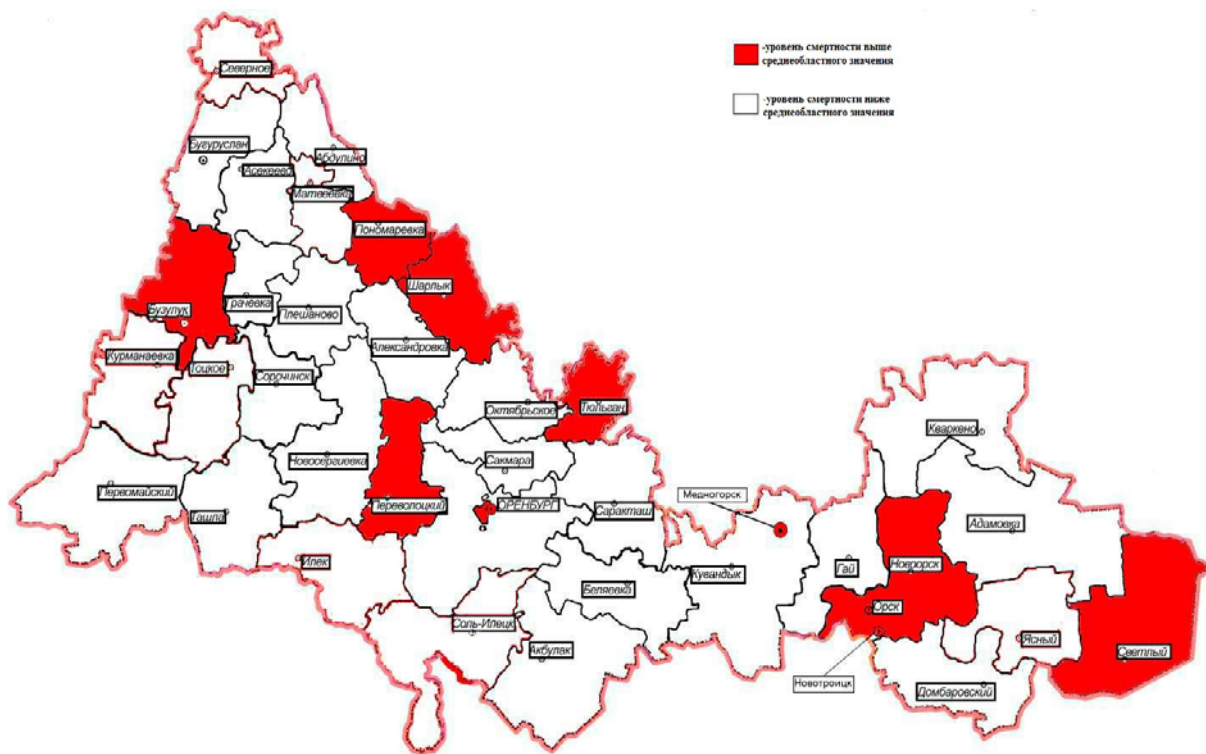 -уровень смертности выше
среднеобластного значения
-уровень смертности ниже
среднеобластного значения
Северное
Бугуруслан
Абдулино
Асекеево
Матвеевка
Пономаревка
Шарлык
Бузулук
Грачевка
Плешаново
Александровка
Курманаевка
Тоцкое
Сорочинск
Октябрьское
Тюльган
Кваркено
Новосергиевка
Сакмара
Первомайский
Переволоцкий
ОРЕНБУРГ
Саракташ
Медногорск
Ташла
Адамовка
Илек
Гай
Новоорск
Кувандык
Беляевка
Орск
Соль-Илецк
Акбулак
Ясный
Светлый
Новотроицк
Домбаровский